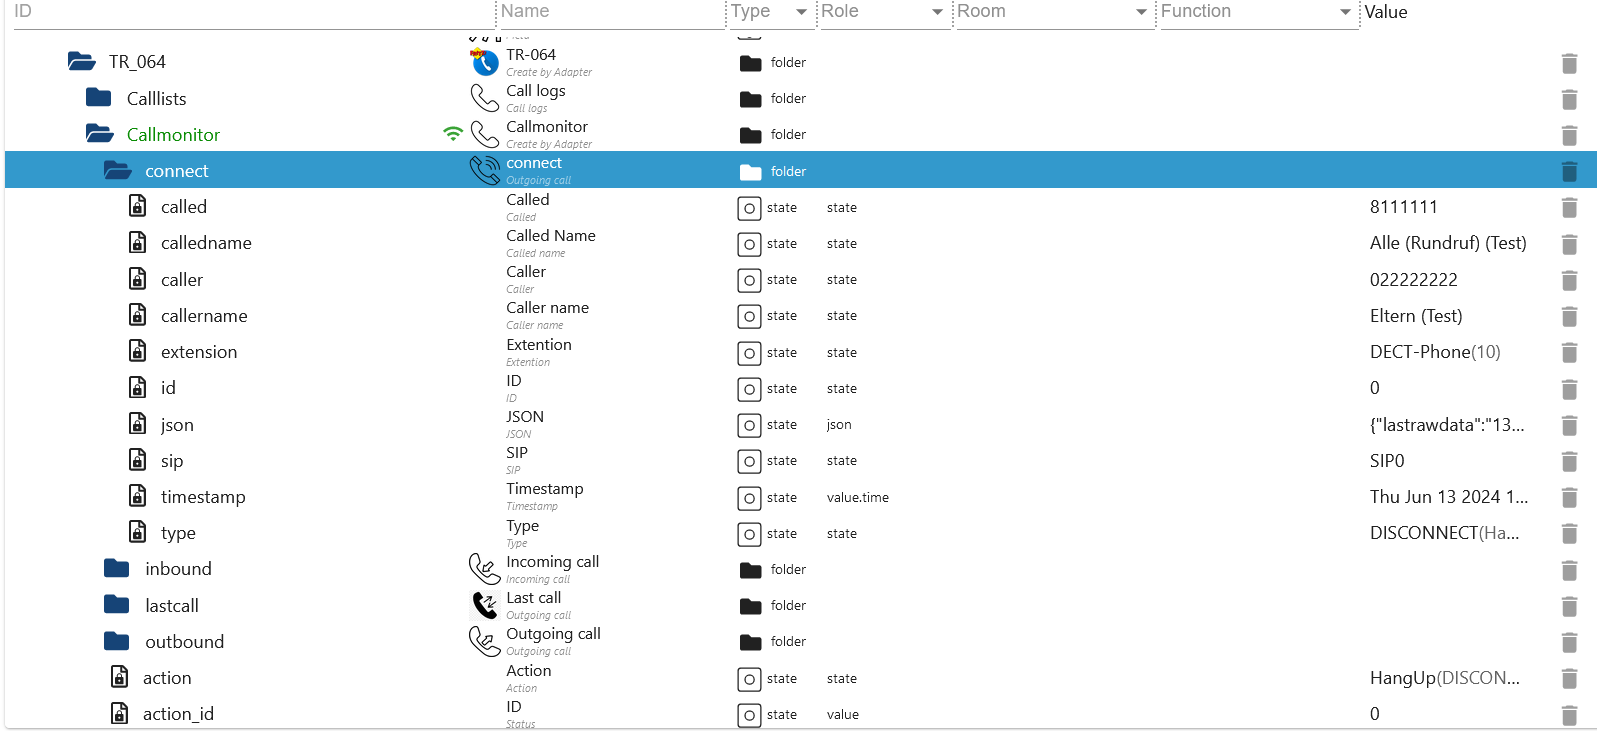 ID Name Type Role Room Function Value
TR_064 TR-064 folder
Create by Adapter
Calllists Call logs folder
Call logs
Callmonitor Callmonitor folder
Create by Adapter
connect connect folder
Outgoing call
called Called state state 8111111
Called
calledname Called Name state state Alle (Rundruf) (Test)
Called name
caller Caller state state 022222222
Caller
callername Caller name state state Eltern (Test)
Caller name
extension Extention state state DECT-Phone(10)
Extention
id ID state state 0
ID
json JSON state json {"lastrawdata":"13...
JSON
sip SIP state state SIP0
SIP
timestamp Timestamp state value.time Thu Jun 13 2024 1...
Timestamp
type Type state state DISCONNECT(Ha...
Type
inbound Incoming call folder
Incoming call
lastcall Last call folder
Outgoing call
outbound Outgoing call folder
Outgoing call
action Action state state HangUp(DISCON...
Action
action_id ID state value 0
Status